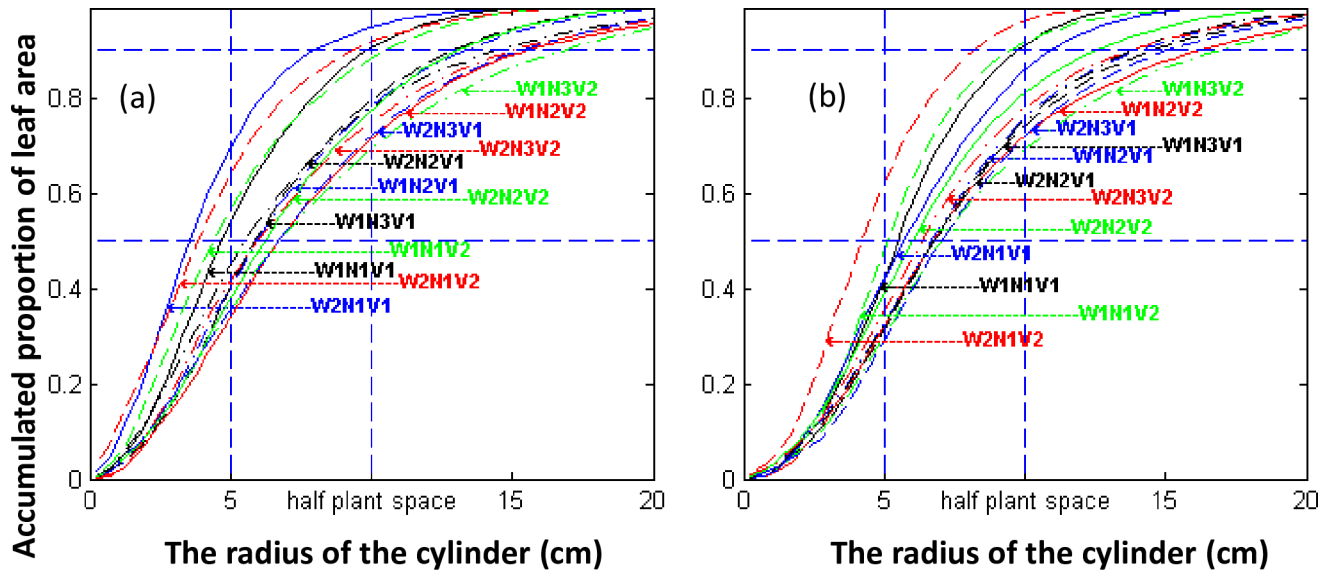 Accumulated proportion of leaf area
(a)
0.8
0.6
0.4
0.2
0
W1N3V2
W1N2V2
W2N3V1
W2N3V2
W2N2V1
W1N2V1
W2N2V2
W1N3V1
W1N1V2
W1N1V1
W2N1V2
W2N1V1
0 5 half plant space 15 20
The radius of the cylinder (cm)
(b)
0.8
0.6
0.4
0.2
0
W1N3V2
W1N2V2
W2N3V1
W1N3V1
W1N2V1
W2N2V1
W2N3V2
W2N2V2
W2N1V1
W1N1V1
W1N1V2
W2N1V2
0 5 half plant space 15 20
The radius of the cylinder (cm)